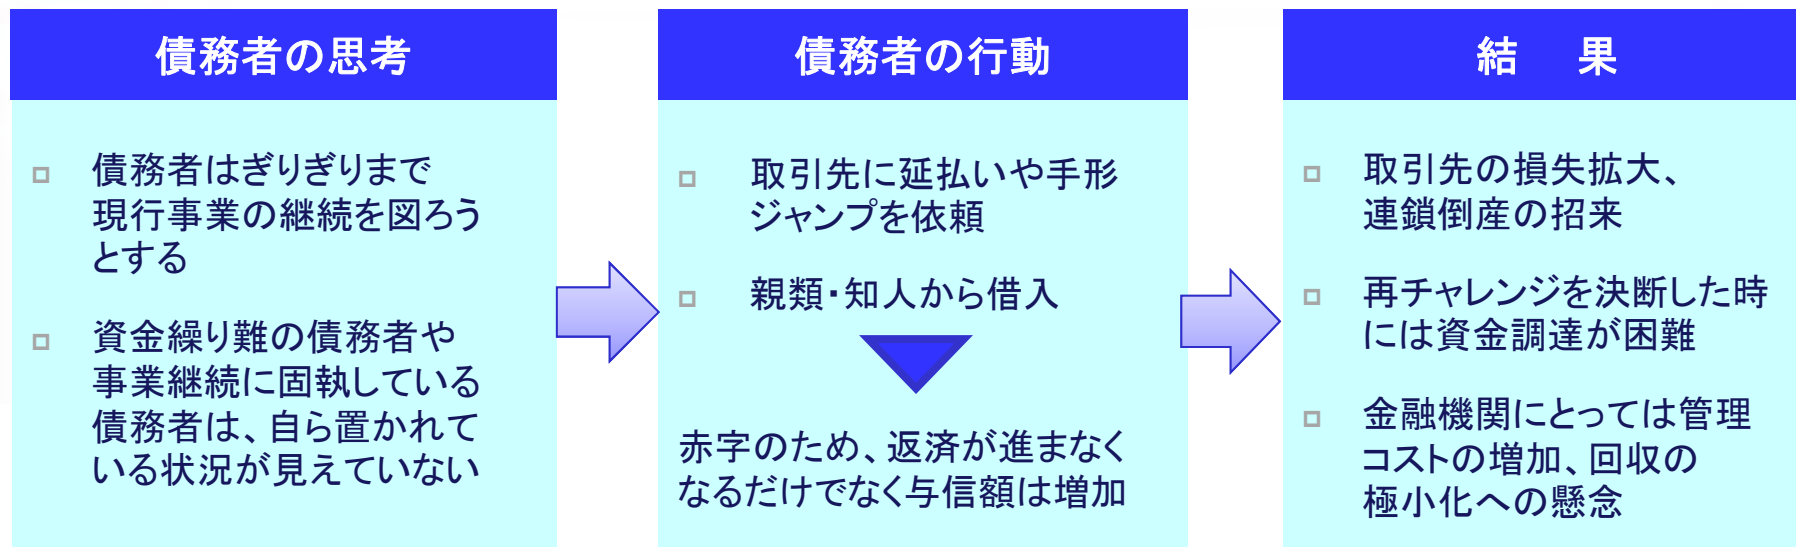 債務者の思考
債務者はぎりぎりまで
現行事業の継続を図ろう
とする
資金繰り難の債務者や
事業継続に固執している
債務者は、自ら置かれて
いる状況が見えていない
債務者の行動
取引先に延払いや手形
ジャンプを依頼
親類・知人から借入
赤字のため、返済が進まなく
なるだけでなく与信額は増加
結　果
取引先の損失拡大、
連鎖倒産の招来
再チャレンジを決断した時
には資金調達が困難
金融機関にとっては管理
コストの増加、回収の
極小化への懸念